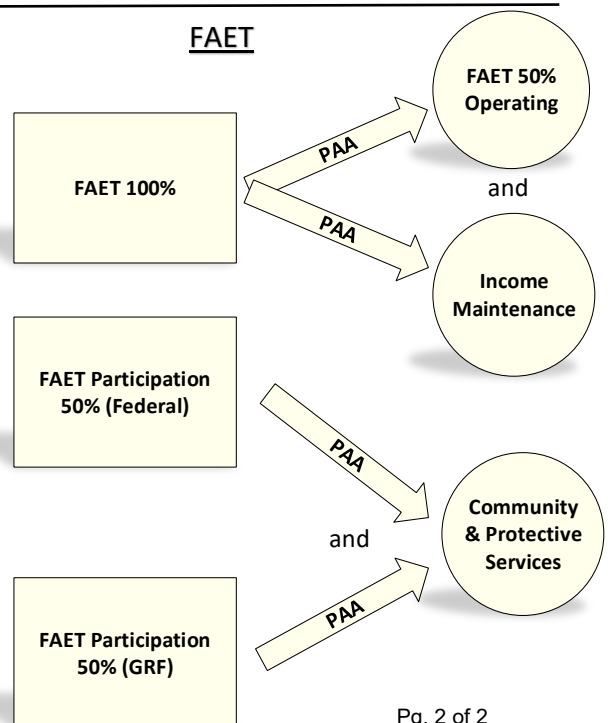 FAET
FAET 50%
Operating
PAA
FAET 100%
and
PAA
Income
Maintenance
FAET Participation
50% (Federal)
PAA
Community
& Protective
Services
and
PAA
FAET Participation
50% (GRF)
Pg. 2 of 2